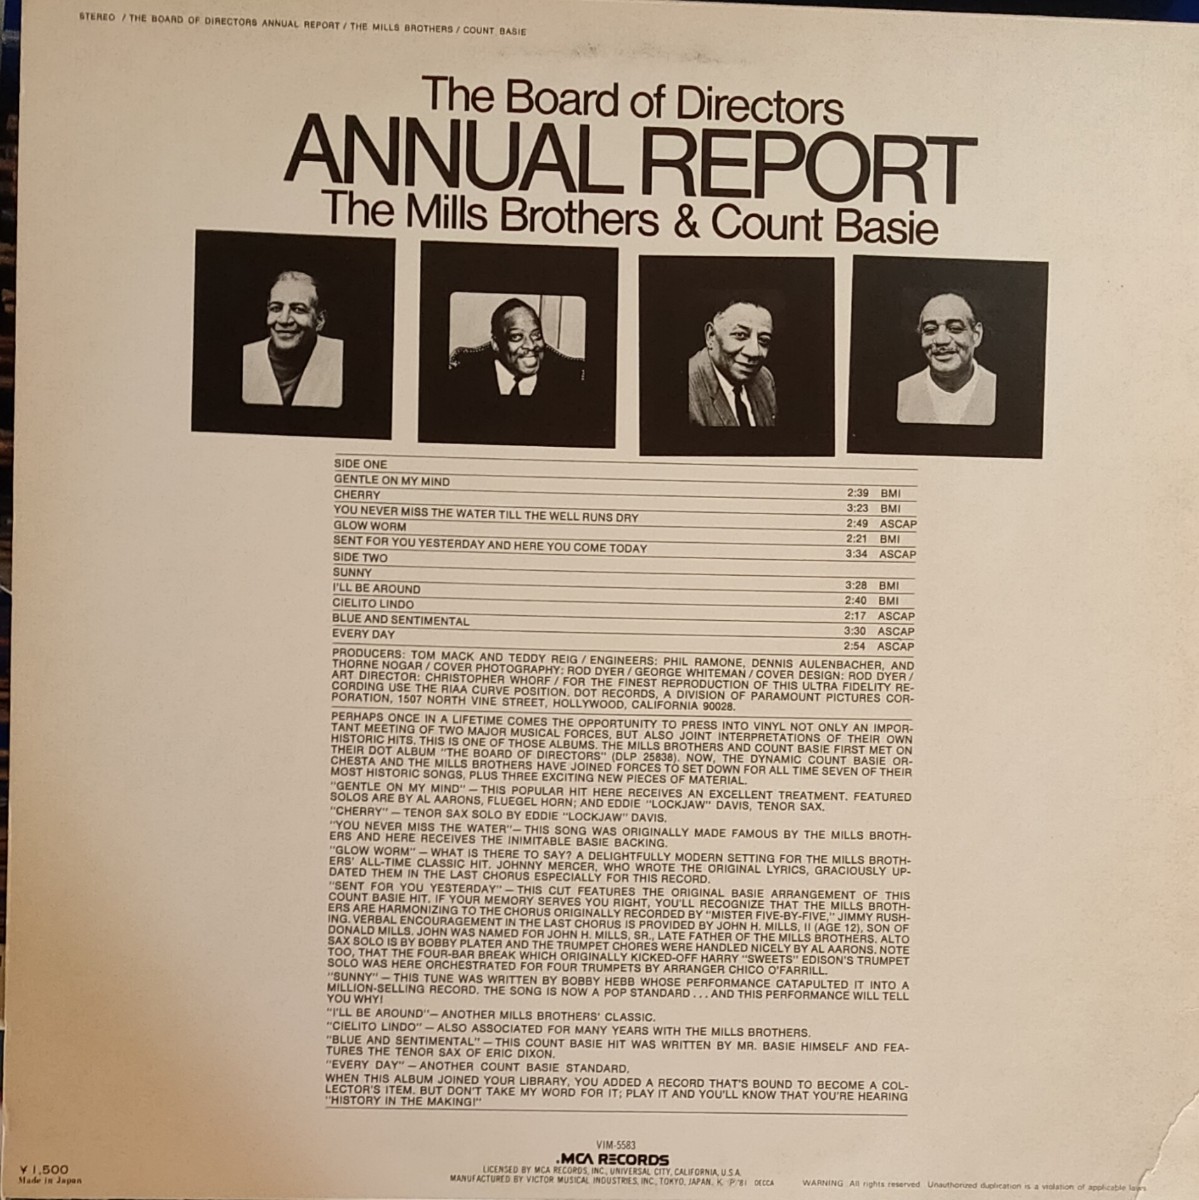 STEREO / THE BOARD OF DIRECTORS ANNUAL REPORT / THE MILLS BROTHERS / COUNT BASIE
The Board of Directors
ANNUAL REPORT
The Mills Brothers & Count Basie
SIDE ONE
GENTLE ON MY MIND 2:39 BMI
CHERRY 3:23 BMI
YOU NEVER MISS THE WATER TILL THE WELL RUNS DRY 2:49 ASCAP
GLOW WORM 2:21 BMI
SENT FOR YOU YESTERDAY AND HERE YOU COME TODAY 3:34 ASCAP
SIDE TWO
SUNNY 3:28 BMI
I'LL BE AROUND 2:40 BMI
CIELITO LINDO 2:17 ASCAP
BLUE AND SENTIMENTAL 3:30 ASCAP
EVERY DAY 2:54 ASCAP
PRODUCERS: TOM MACK AND TEDDY REIG / ENGINEERS: PHIL RAMONE, DENNIS AULENBACHER, AND
THORNE NOGAR / COVER PHOTOGRAPHY: ROD DYER / GEORGE WHITEMAN / COVER DESIGN: ROD DYER /
ART DIRECTOR: CHRISTOPHER WHORF / FOR THE FINEST REPRODUCTION OF THIS ULTRA FIDELITY RE-
CORDING USE THE RIAA CURVE POSITION. DOT RECORDS, A DIVISION OF PARAMOUNT PICTURES COR-
PORATION, 1507 NORTH VINE STREET, HOLLYWOOD, CALIFORNIA 90028.
PERHAPS ONCE IN A LIFETIME COMES THE OPPORTUNITY TO PRESS INTO VINYL NOT ONLY AN IMPOR-
TANT MEETING OF TWO MAJOR MUSICAL FORCES, BUT ALSO JOINT INTERPRETATIONS OF THEIR OWN
HISTORIC HITS. THIS IS ONE OF THOSE ALBUMS. THE MILLS BROTHERS AND COUNT BASIE FIRST MET ON
THEIR DOT ALBUM "THE BOARD OF DIRECTORS" (DLP 25838). NOW, THE DYNAMIC COUNT BASIE OR-
CHESTA AND THE MILLS BROTHERS HAVE JOINED FORCES TO SET DOWN FOR ALL TIME SEVEN OF THEIR
MOST HISTORIC SONGS, PLUS THREE EXCITING NEW PIECES OF MATERIAL.
"GENTLE ON MY MIND" – THIS POPULAR HIT HERE RECEIVES AN EXCELLENT TREATMENT. FEATURED
SOLOS ARE BY AL AARONS, FLUEGEL HORN; AND EDDIE "LOCKJAW" DAVIS, TENOR SAX.
"CHERRY" – TENOR SAX SOLO BY EDDIE "LOCKJAW" DAVIS.
"YOU NEVER MISS THE WATER"– THIS SONG WAS ORIGINALLY MADE FAMOUS BY THE MILLS BROTH-
ERS AND HERE RECEIVES THE INIMITABLE BASIE BACKING.
"GLOW WORM" – WHAT IS THERE TO SAY? A DELIGHTFULLY MODERN SETTING FOR THE MILLS BROTH-
ERS' ALL-TIME CLASSIC HIT. JOHNNY MERCER, WHO WROTE THE ORIGINAL LYRICS, GRACIOUSLY UP-
DATED THEM IN THE LAST CHORUS ESPECIALLY FOR THIS RECORD.
"SENT FOR YOU YESTERDAY" – THIS CUT FEATURES THE ORIGINAL BASIE ARRANGEMENT OF THIS
COUNT BASIE HIT. IF YOUR MEMORY SERVES YOU RIGHT, YOU'LL RECOGNIZE THAT THE MILLS BROTH-
ERS ARE HARMONIZING TO THE CHORUS ORIGINALLY RECORDED BY "MISTER FIVE-BY-FIVE," JIMMY RUSH-
ING. VERBAL ENCOURAGEMENT IN THE LAST CHORUS IS PROVIDED BY JOHN H. MILLS, II (AGE 12), SON OF
DONALD MILLS. JOHN WAS NAMED FOR JOHN H. MILLS, SR., LATE FATHER OF THE MILLS BROTHERS. ALTO
SAX SOLO IS BY BOBBY PLATER AND THE TRUMPET CHORES WERE HANDLED NICELY BY AL AARONS. NOTE
TOO, THAT THE FOUR-BAR BREAK WHICH ORIGINALLY KICKED-OFF HARRY "SWEETS" EDISON'S TRUMPET
SOLO WAS HERE ORCHESTRATED FOR FOUR TRUMPETS BY ARRANGER CHICO O'FARRILL.
"SUNNY" – THIS TUNE WAS WRITTEN BY BOBBY HEBB WHOSE PERFORMANCE CATAPULTED IT INTO A
MILLION-SELLING RECORD. THE SONG IS NOW A POP STANDARD . . . AND THIS PERFORMANCE WILL TELL
YOU WHY!
"I'LL BE AROUND"– ANOTHER MILLS BROTHERS' CLASSIC.
"CIELITO LINDO" – ALSO ASSOCIATED FOR MANY YEARS WITH THE MILLS BROTHERS.
"BLUE AND SENTIMENTAL" – THIS COUNT BASIE HIT WAS WRITTEN BY MR. BASIE HIMSELF AND FEA-
TURES THE TENOR SAX OF ERIC DIXON.
"EVERY DAY" – ANOTHER COUNT BASIE STANDARD.
WHEN THIS ALBUM JOINED YOUR LIBRARY, YOU ADDED A RECORD THAT'S BOUND TO BECOME A COL-
LECTOR'S ITEM. BUT DON'T TAKE MY WORD FOR IT; PLAY IT AND YOU'LL KNOW THAT YOU'RE HEARING
"HISTORY IN THE MAKING!"
VIM-5583
MCA RECORDS
LICENSED BY MCA RECORDS, INC., UNIVERSAL CITY, CALIFORNIA, U.S.A.
MANUFACTURED BY VICTOR MUSICAL INDUSTRIES, INC., TOKYO, JAPAN. DECCA
WARNING: All rights reserved. Unauthorized duplication is a violation of applicable laws
¥1,500
Made in Japan